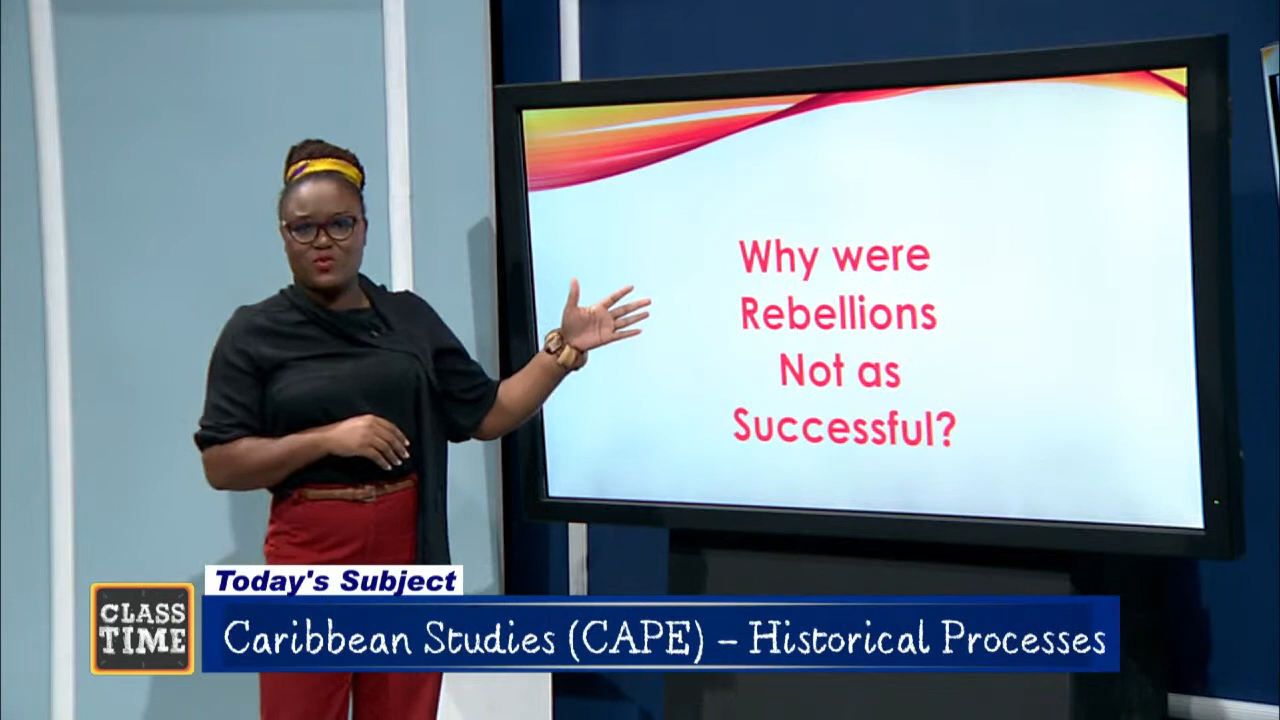 Why were
Rebellions
Not as
Successful?
Today's Subject
CLASS
TIME
Caribbean Studies (CAPE) – Historical Processes